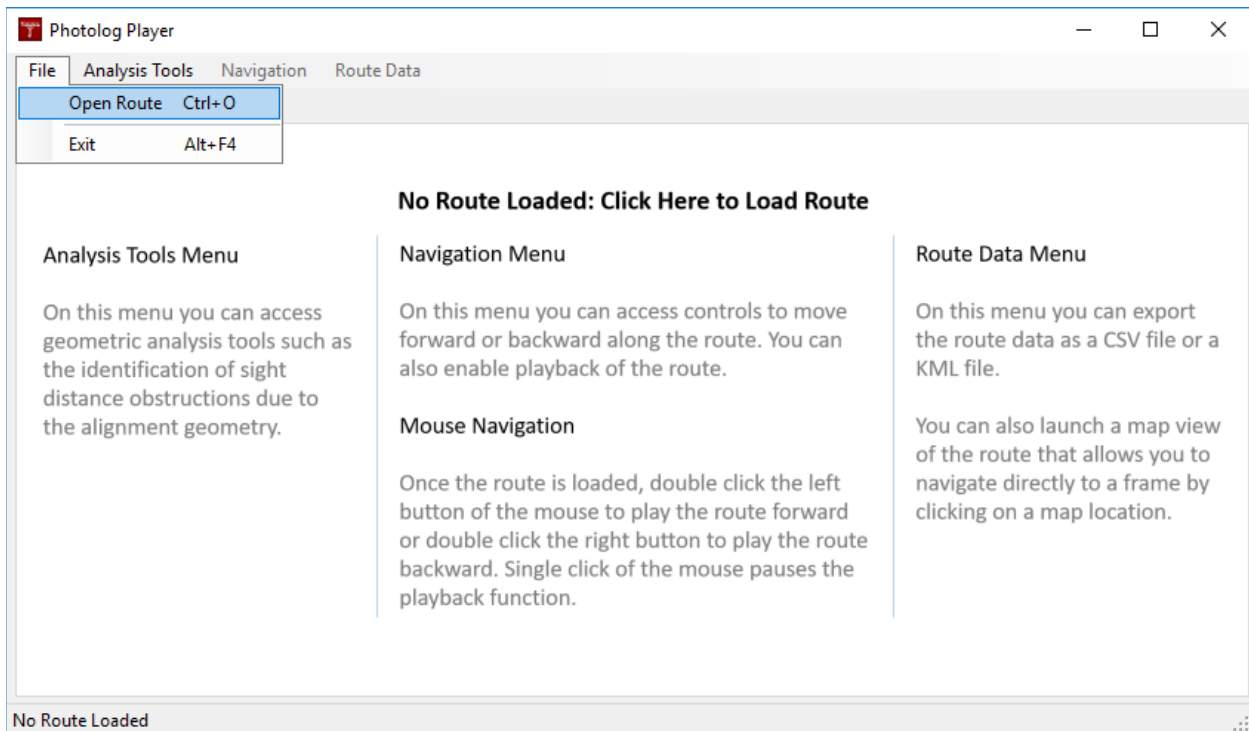 Photolog Player
File Analysis Tools Navigation Route Data
Open Route Ctrl+O
Exit Alt+F4
No Route Loaded: Click Here to Load Route
Analysis Tools Menu
On this menu you can access
geometric analysis tools such as
the identification of sight
distance obstructions due to
the alignment geometry.
Navigation Menu
On this menu you can access controls to move
forward or backward along the route. You can
also enable playback of the route.
Mouse Navigation
Once the route is loaded, double click the left
button of the mouse to play the route forward
or double click the right button to play the route
backward. Single click of the mouse pauses the
playback function.
Route Data Menu
On this menu you can export
the route data as a CSV file or a
KML file.
You can also launch a map view
of the route that allows you to
navigate directly to a frame by
clicking on a map location.
No Route Loaded